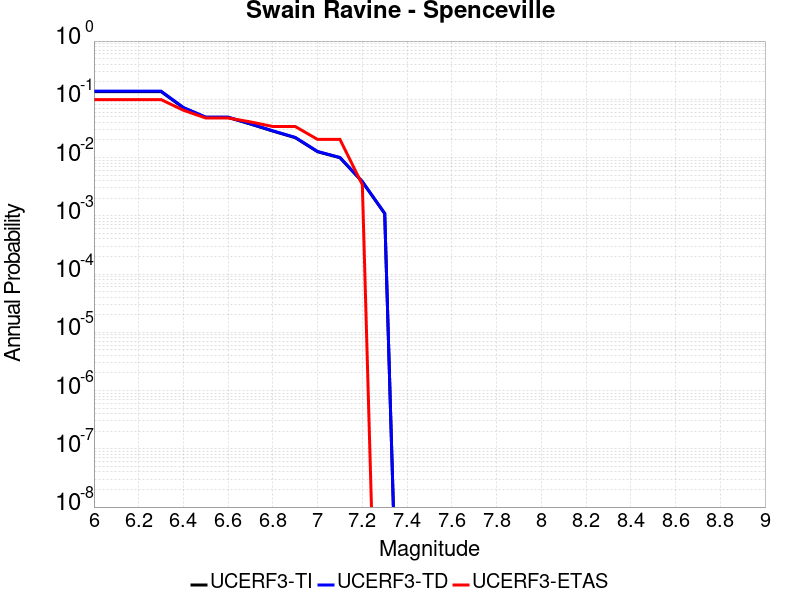 Swain Ravine - Spenceville
10^0
10^-1
10^-2
10^-3
10^-4
10^-5
10^-6
10^-7
10^-8
Annual Probability
6 6.2 6.4 6.6 6.8 7 7.2 7.4 7.6 7.8 8 8.2 8.4 8.6 8.8 9
Magnitude
UCERF3-TI UCERF3-TD UCERF3-ETAS